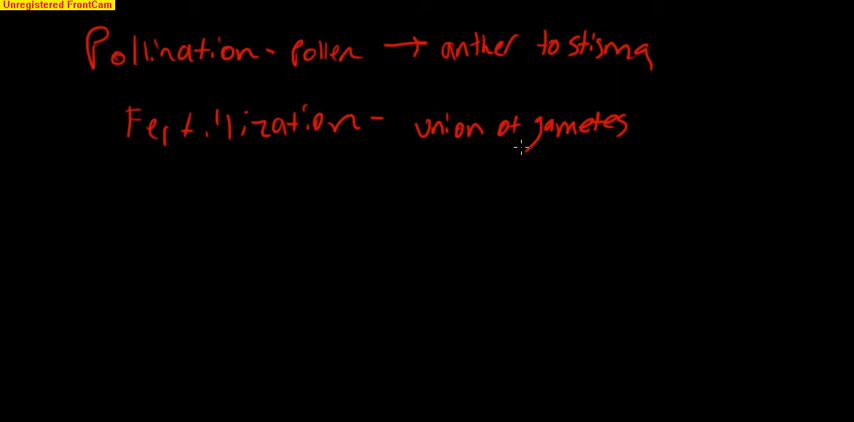 Unregistered FrontCam
Pollination - pollen → anther to stigma
Fertilization - union of gametes